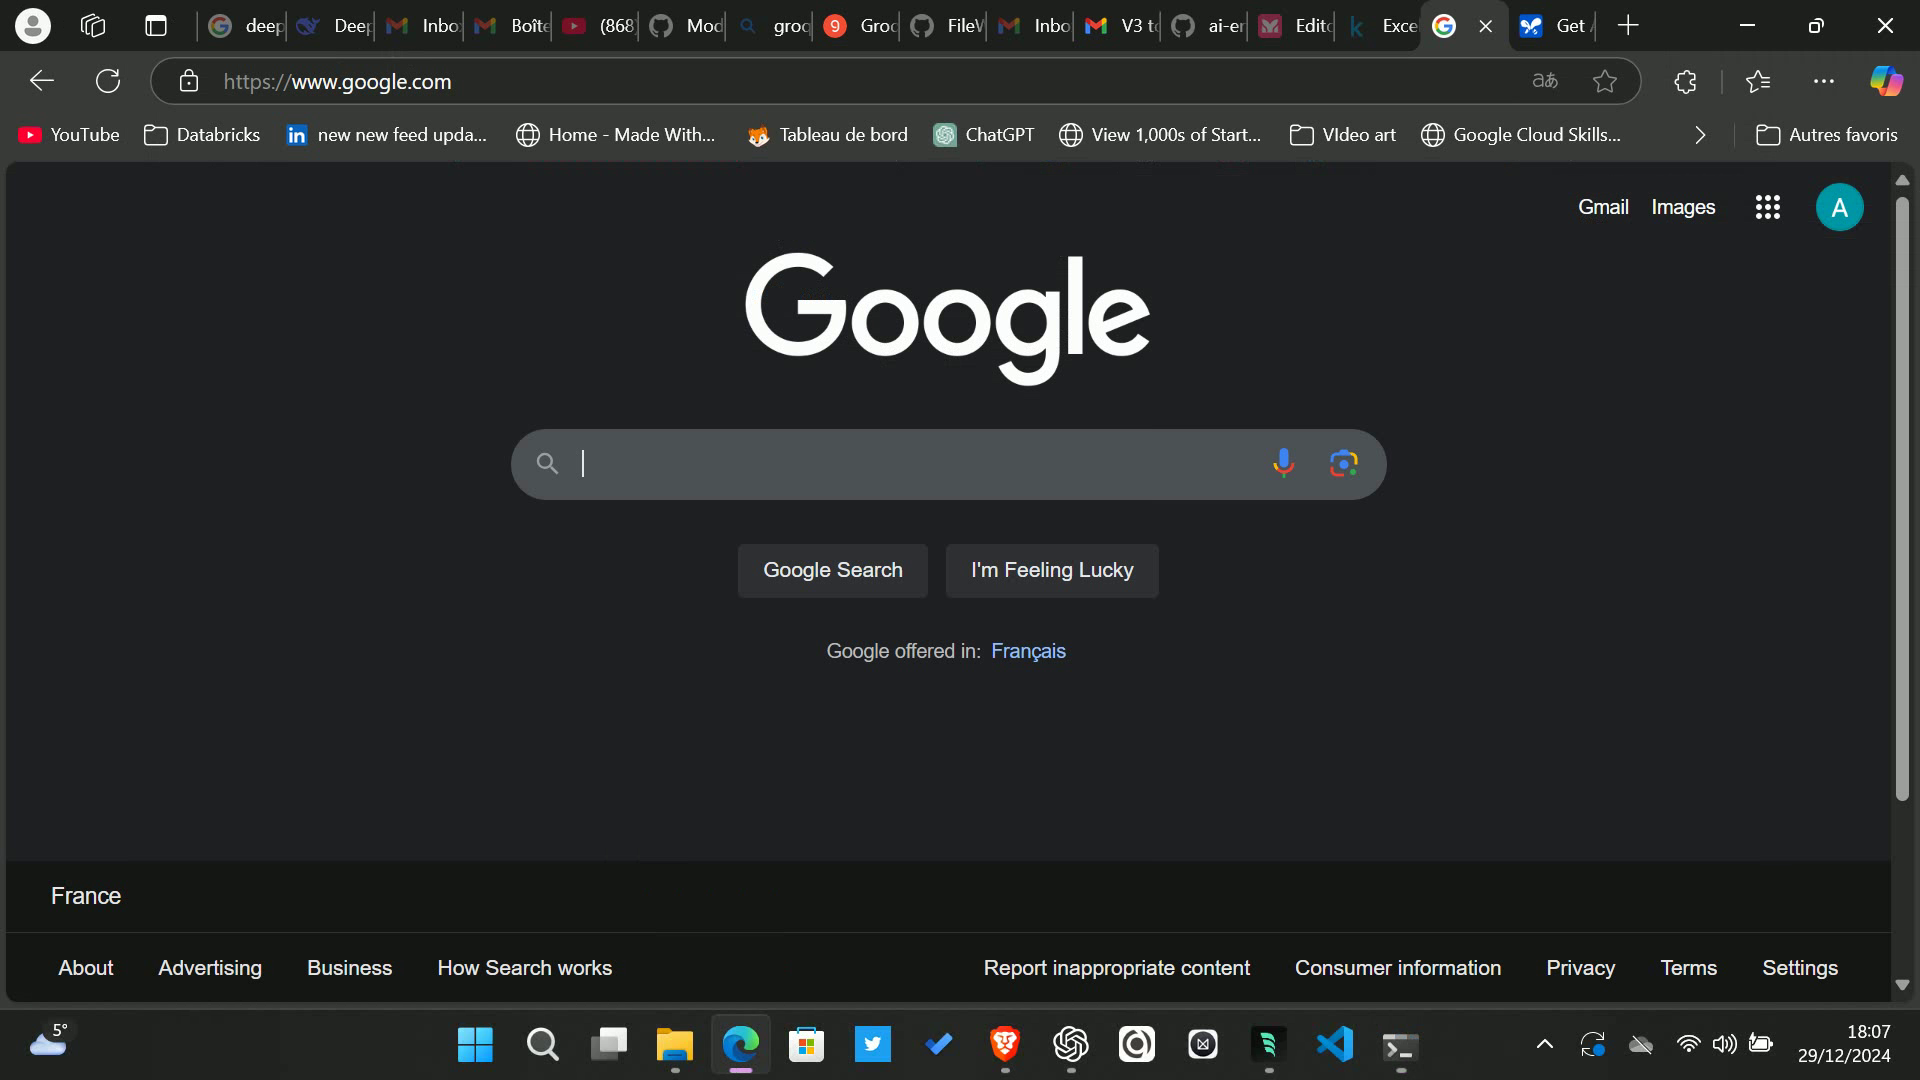 deep
Deep
Inbo
Boîte
(868
Mod
groq
Groq
FileW
Inbo
V3 to
ai-en
Edito
Exce
Get
https://www.google.com
YouTube
Databricks
new new feed upda...
Home - Made With...
Tableau de bord
ChatGPT
View 1,000s of Start...
VIdeo art
Google Cloud Skills...
Autres favoris
Gmail
Images
A
Google
Google Search
I'm Feeling Lucky
Google offered in: Français
France
About
Advertising
Business
How Search works
Report inappropriate content
Consumer information
Privacy
Terms
Settings
5°
18:07
29/12/2024